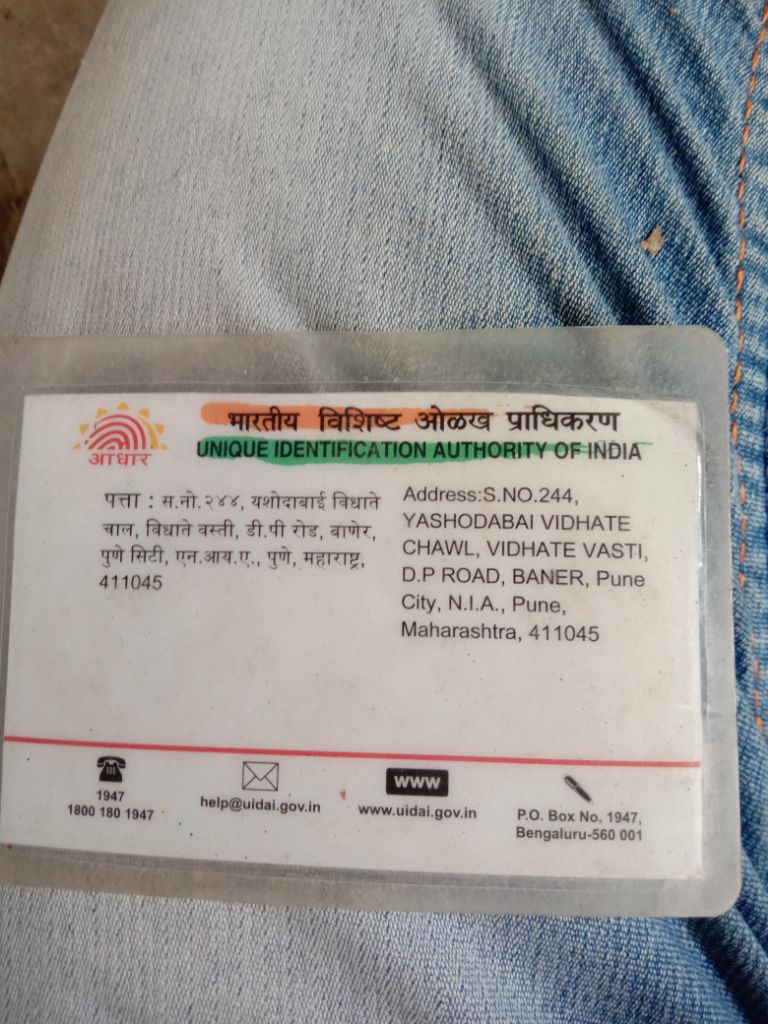 भारतीय विशिष्ट ओळख प्राधिकरण
UNIQUE IDENTIFICATION AUTHORITY OF INDIA
आधार
पत्ता : स.नो.२४४, यशोदाबाई विधाते
चाल, विधाते वस्ती, डी.पी रोड, बाणेर,
पुणे सिटी, एन.आय.ए., पुणे, महाराष्ट्र,
411045
Address:S.NO.244,
YASHODABAI VIDHATE
CHAWL, VIDHATE VASTI,
D.P ROAD, BANER, Pune
City, N.I.A., Pune,
Maharashtra, 411045
1947
1800 180 1947
help@uidai.gov.in
www
www.uidai.gov.in
P.O. Box No. 1947,
Bengaluru-560 001